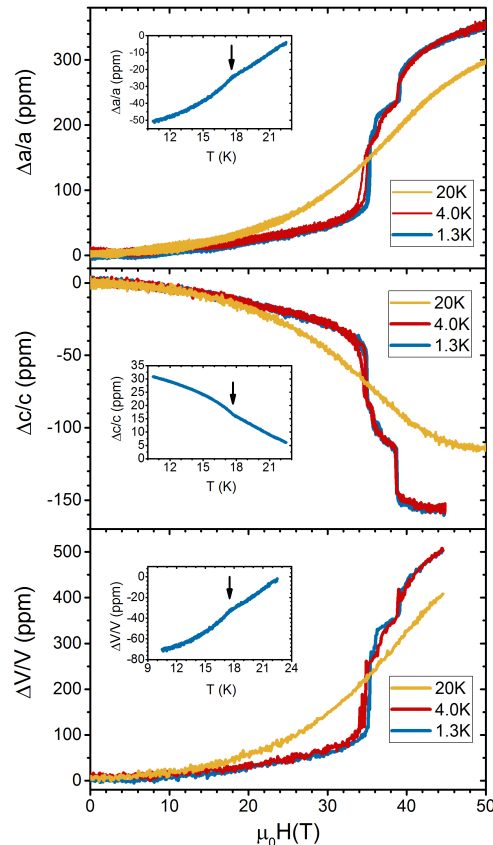 Δa/a (ppm)
300
200
100
0
Δa/a (ppm)
0
-10
-20
-30
-40
-50
12 15 18 21
T (K)
20K
4.0K
1.3K
Δc/c (ppm)
0
-50
-100
-150
Δc/c (ppm)
35
30
25
20
15
10
5
0
12 15 18 21
T (K)
20K
4.0K
1.3K
ΔV/V (ppm)
500
400
300
200
100
0
ΔV/V (ppm)
0
-20
-40
-60
-80
9 12 15 18 21 24
T (K)
20K
4.0K
1.3K
0 10 20 30 40 50
μ₀H(T)